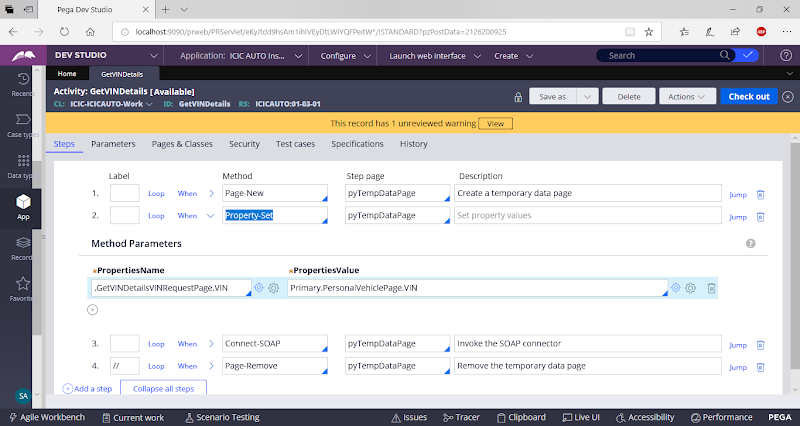 Pega Dev Studio
localhost:9090/prweb/PRServlet/eKyItdd9hsAm1ihlVEyDtLWiYQFPeitW*/!STANDARD?pzPostData=2126200925
ABP
DEV STUDIO Application: ICIC AUTO Ins... Configure Launch web interface Create Search
Home GetVINDetails
Recent
Activity: GetVINDetails [Available]
CL: ICIC-ICICAUTO-Work ID: GetVINDetails RS: ICICAUTO:01-03-01
Save as Delete Actions Check out
Case types
This record has 1 unreviewed warning View
Steps Parameters Pages & Classes Security Test cases Specifications History
Data types
Label Method Step page Description
1. Loop When Page-New pyTempDataPage Create a temporary data page Jump
App
2. Loop When Property-Set pyTempDataPage Set property values Jump
Method Parameters
Records
*PropertiesName *PropertiesValue
.GetVINDetailsVINRequestPage.VIN Primary.PersonalVehiclePage.VIN
Favorites
3. Loop When Connect-SOAP pyTempDataPage Invoke the SOAP connector Jump
4. // Loop When Page-Remove pyTempDataPage Remove the temporary data page Jump
SA
Add a step Collapse all steps
Agile Workbench Current work Scenario Testing Issues Tracer Clipboard Live UI Accessibility Performance PEGA